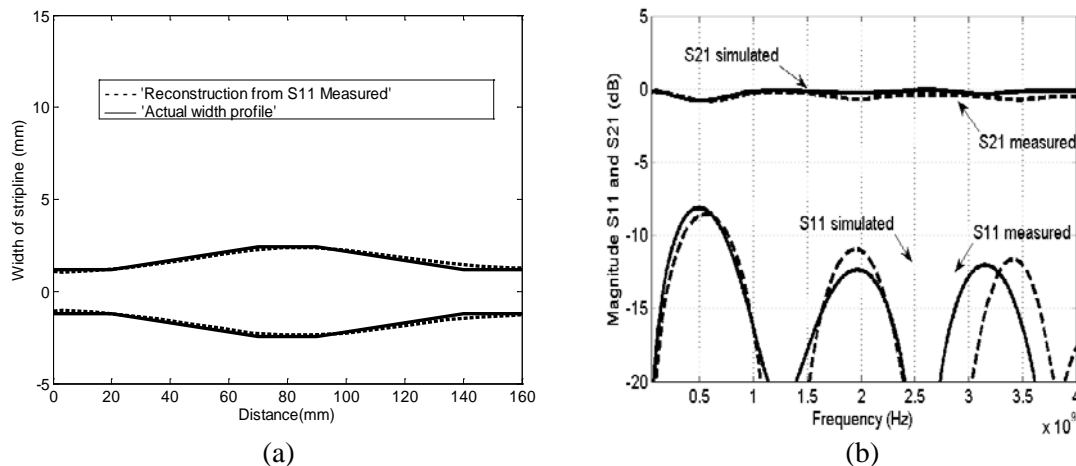 15
10
5
0
-5
0 20 40 60 80 100 120 140 160
Width of stripline (mm)
Distance(mm)
'Reconstruction from S11 Measured'
'Actual width profile'
(a)
5
0
-5
-10
-15
-20
0.5 1 1.5 2 2.5 3 3.5 4
x 10^9
Magnitude S11 and S21 (dB)
Frequency (Hz)
S21 simulated
S21 measured
S11 simulated
S11 measured
(b)